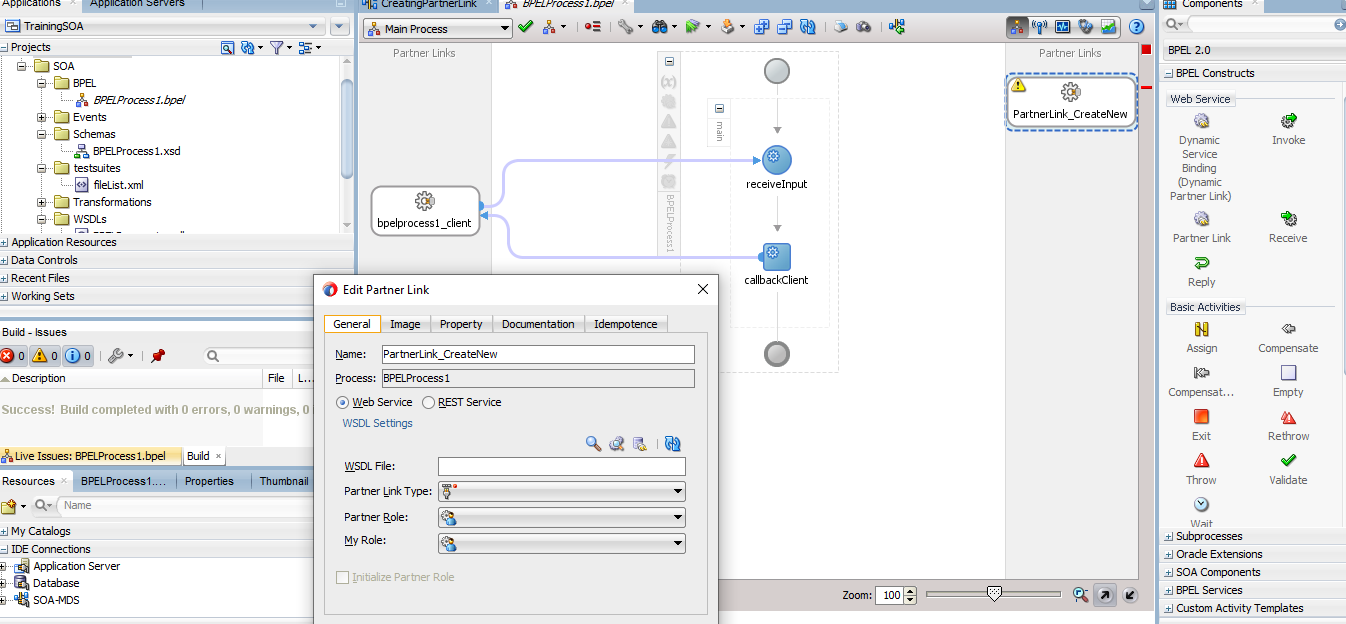 Applications
Application Servers
TrainingSOA
Projects
SOA
BPEL
BPELProcess1.bpel
Events
Schemas
BPELProcess1.xsd
testsuites
fileList.xml
Transformations
WSDLs
Application Resources
Data Controls
Recent Files
Working Sets
Build - Issues
0
0
0
Description
File
L...
Success! Build completed with 0 errors, 0 warnings, 0
Live Issues: BPELProcess1.bpel
Build
Resources
BPELProcess1....
Properties
Thumbnail
Name
My Catalogs
IDE Connections
Application Server
Database
SOA-MDS
CreatingPartnerLink
BPELProcess1.bpel
Main Process
Partner Links
bpelprocess1_client
(x)
BPELProcess1
main
receiveInput
callbackClient
Partner Links
PartnerLink_CreateNew
Zoom:
100
Edit Partner Link
General
Image
Property
Documentation
Idempotence
Name:
PartnerLink_CreateNew
Process:
BPELProcess1
Web Service
REST Service
WSDL Settings
WSDL File:
Partner Link Type:
Partner Role:
My Role:
Initialize Partner Role
Components
BPEL 2.0
BPEL Constructs
Web Service
Dynamic
Service
Binding
(Dynamic
Partner Link)
Invoke
Partner Link
Receive
Reply
Basic Activities
Assign
Compensate
Compensat...
Empty
Exit
Rethrow
Throw
Validate
Wait
Subprocesses
Oracle Extensions
SOA Components
BPEL Services
Custom Activity Templates